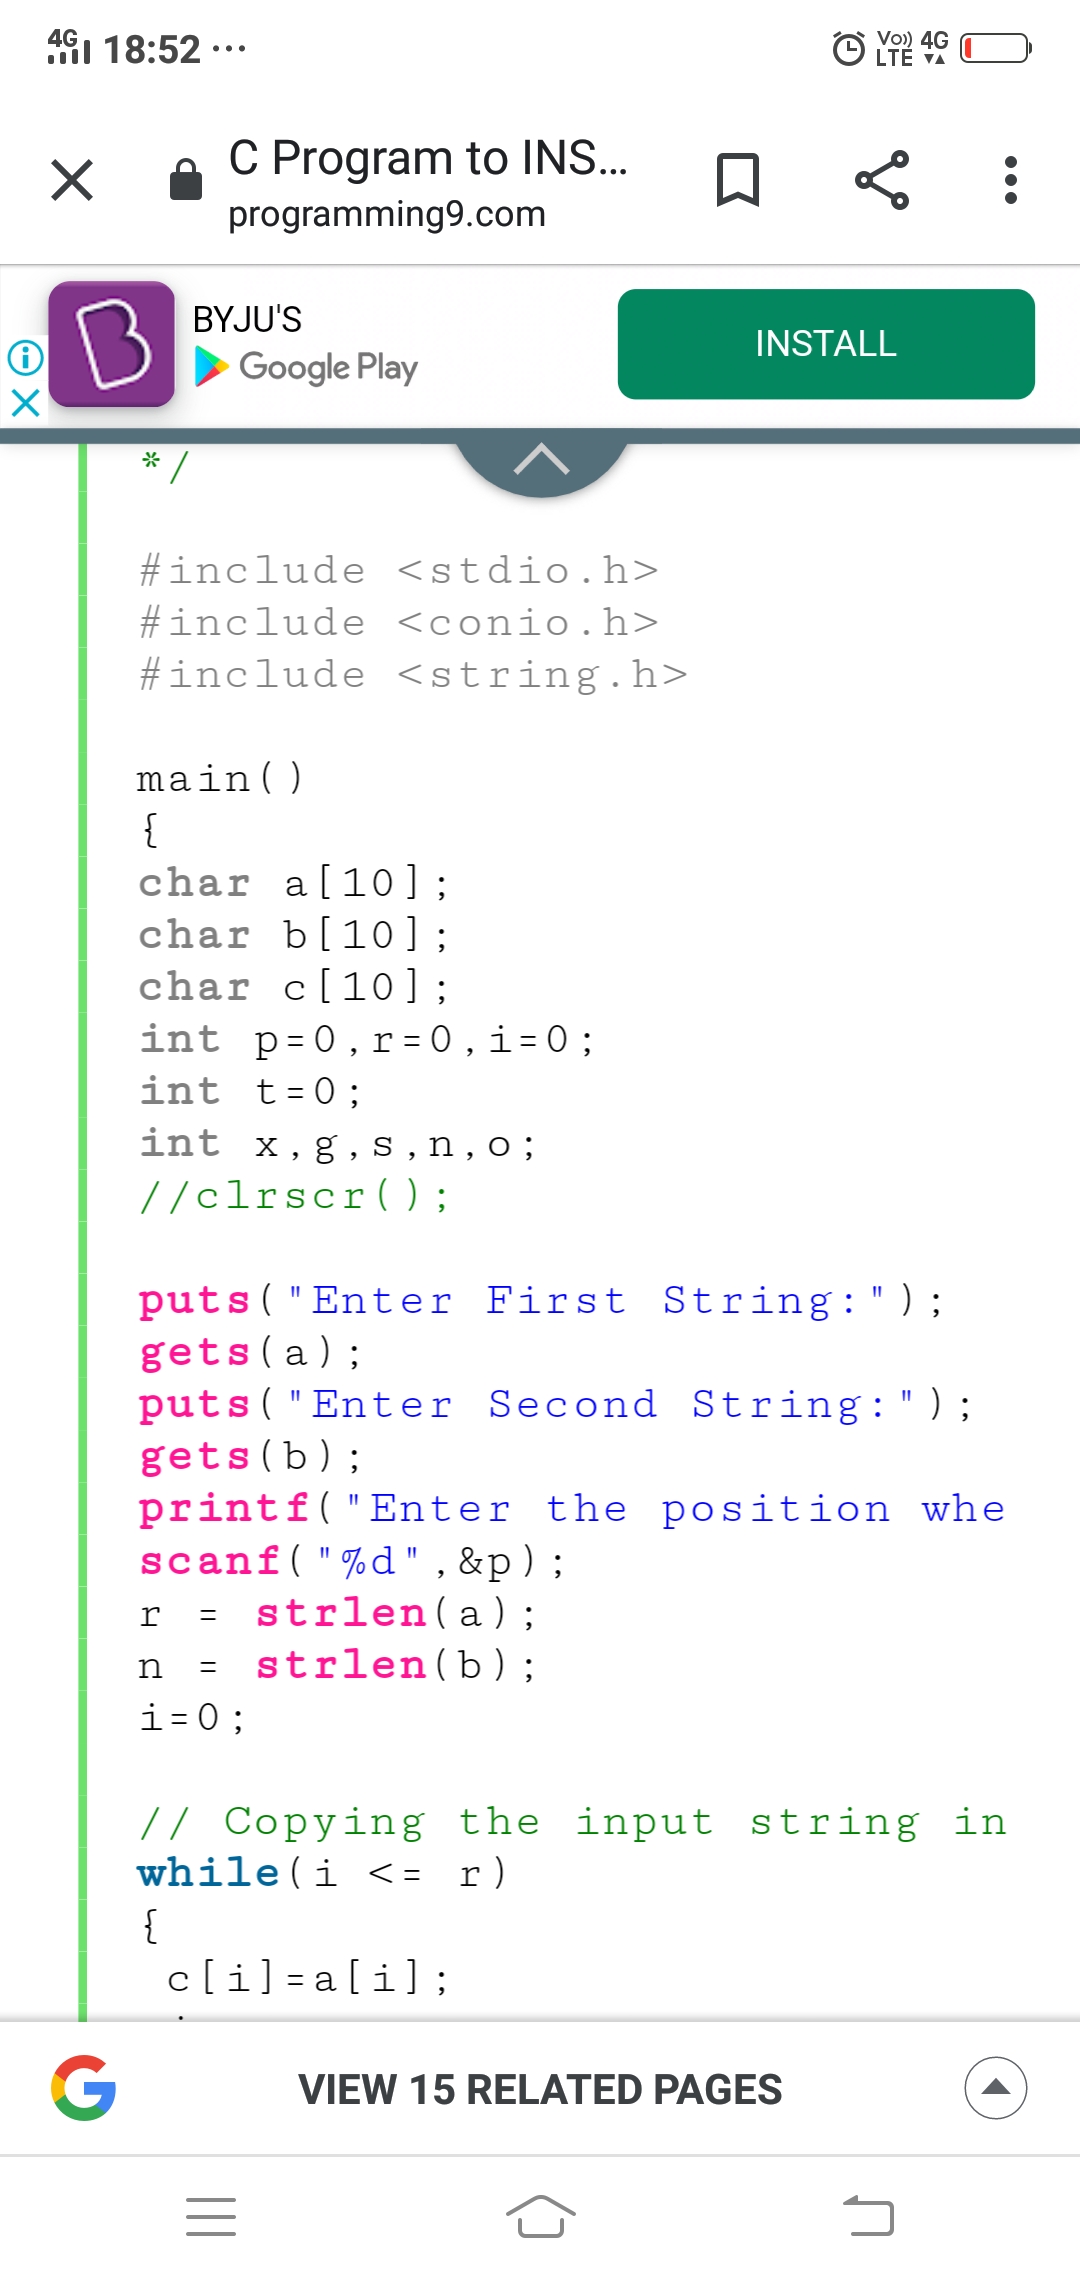 4G 18:52 ...
Vo)) LTE 4G
C Program to INS...
programming9.com
BYJU'S
Google Play
INSTALL
*/
#include <stdio.h>
#include <conio.h>
#include <string.h>
main()
{
char a[10];
char b[10];
char c[10];
int p=0,r=0,i=0;
int t=0;
int x,g,s,n,o;
//clrscr();
puts("Enter First String:");
gets(a);
puts("Enter Second String:");
gets(b);
printf("Enter the position whe
scanf("%d",&p);
r = strlen(a);
n = strlen(b);
i=0;
// Copying the input string in
while(i <= r)
{
c[i]=a[i];
VIEW 15 RELATED PAGES